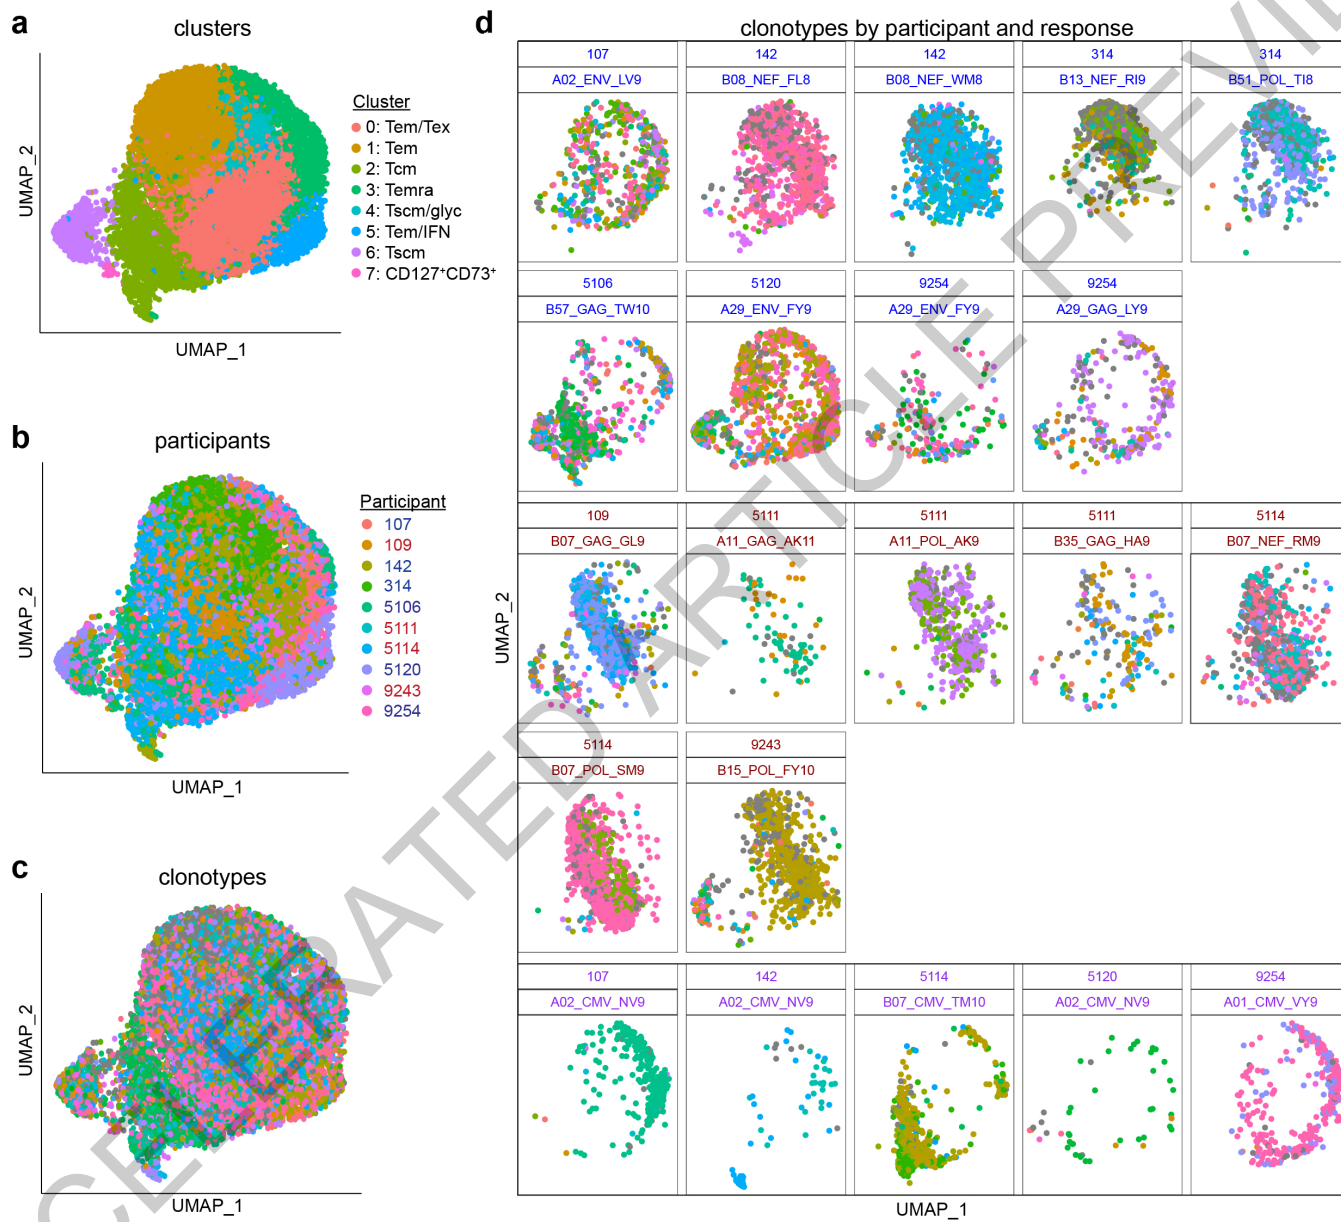 a
clusters
UMAP_2
UMAP_1
Cluster
0: Tem/Tex
1: Tem
2: Tcm
3: Temra
4: Tscm/glyc
5: Tem/IFN
6: Tscm
7: CD127+CD73+
b
participants
UMAP_2
UMAP_1
Participant
107
109
142
314
5106
5111
5114
5120
9243
9254
c
clonotypes
UMAP_2
UMAP_1
d
clonotypes by participant and response
107
A02_ENV_LV9
142
B08_NEF_FL8
142
B08_NEF_WM8
314
B13_NEF_RI9
314
B51_POL_TI8
5106
B57_GAG_TW10
5120
A29_ENV_FY9
9254
A29_ENV_FY9
9254
A29_GAG_LY9
109
B07_GAG_GL9
5111
A11_GAG_AK11
5111
A11_POL_AK9
5111
B35_GAG_HA9
5114
B07_NEF_RM9
5114
B07_POL_SM9
9243
B15_POL_FY10
107
A02_CMV_NV9
142
A02_CMV_NV9
5114
B07_CMV_TM10
5120
A02_CMV_NV9
9254
A01_CMV_VY9
UMAP_2
UMAP_1
CELERATED ARTICLE PREVIE